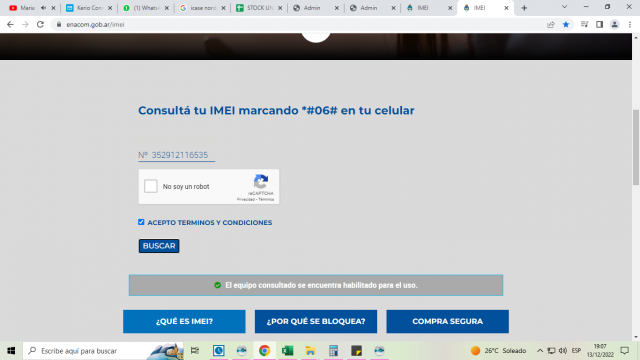 Maria
Kerio Con
(1) Whats
icase nord
STOCK UN
Admin
Admin
IMEI
IMEI
enacom.gob.ar/imei
Consultá tu IMEI marcando *#06# en tu celular
Nº 352912116535
No soy un robot
reCAPTCHA
Privacidad - Términos
ACEPTO TERMINOS Y CONDICIONES
BUSCAR
El equipo consultado se encuentra habilitado para el uso.
¿QUÉ ES IMEI?
¿POR QUÉ SE BLOQUEA?
COMPRA SEGURA
Escribe aquí para buscar
26°C Soleado
ESP
19:07
13/12/2022